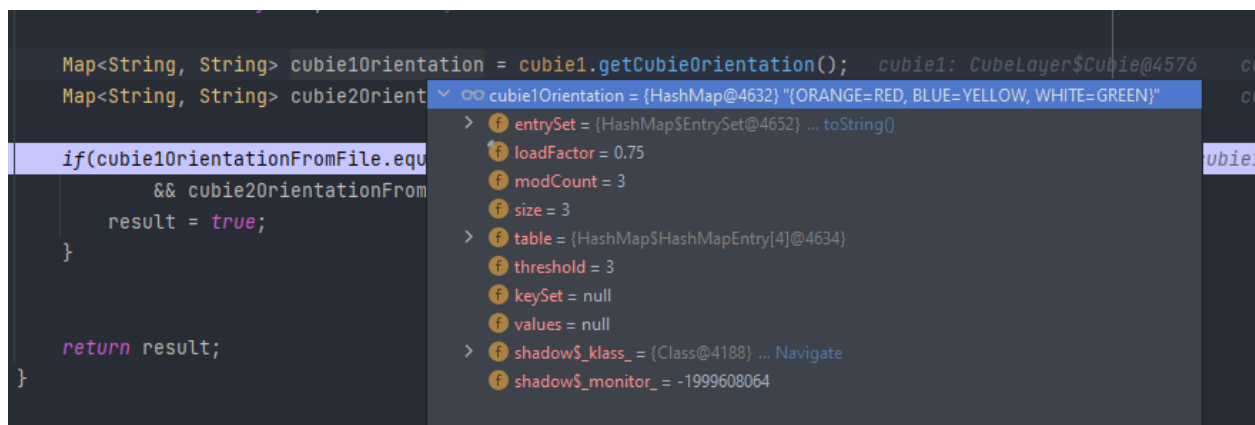 Map<String, String> cubie1Orientation = cubie1.getCubieOrientation(); cubie1: CubeLayer$Cubie@4576
Map<String, String> cubie2Orient
cubie1Orientation = {HashMap@4632} "{ORANGE=RED, BLUE=YELLOW, WHITE=GREEN}"
entrySet = {HashMap$EntrySet@4652} ... toString()
if(cubie1OrientationFromFile.equ
loadFactor = 0.75
modCount = 3
&& cubie2OrientationFrom
size = 3
result = true;
table = {HashMap$HashMapEntry[4]@4634}
}
threshold = 3
keySet = null
values = null
return result;
shadow$_klass_ = {Class@4188} ... Navigate
}
shadow$_monitor_ = -1999608064